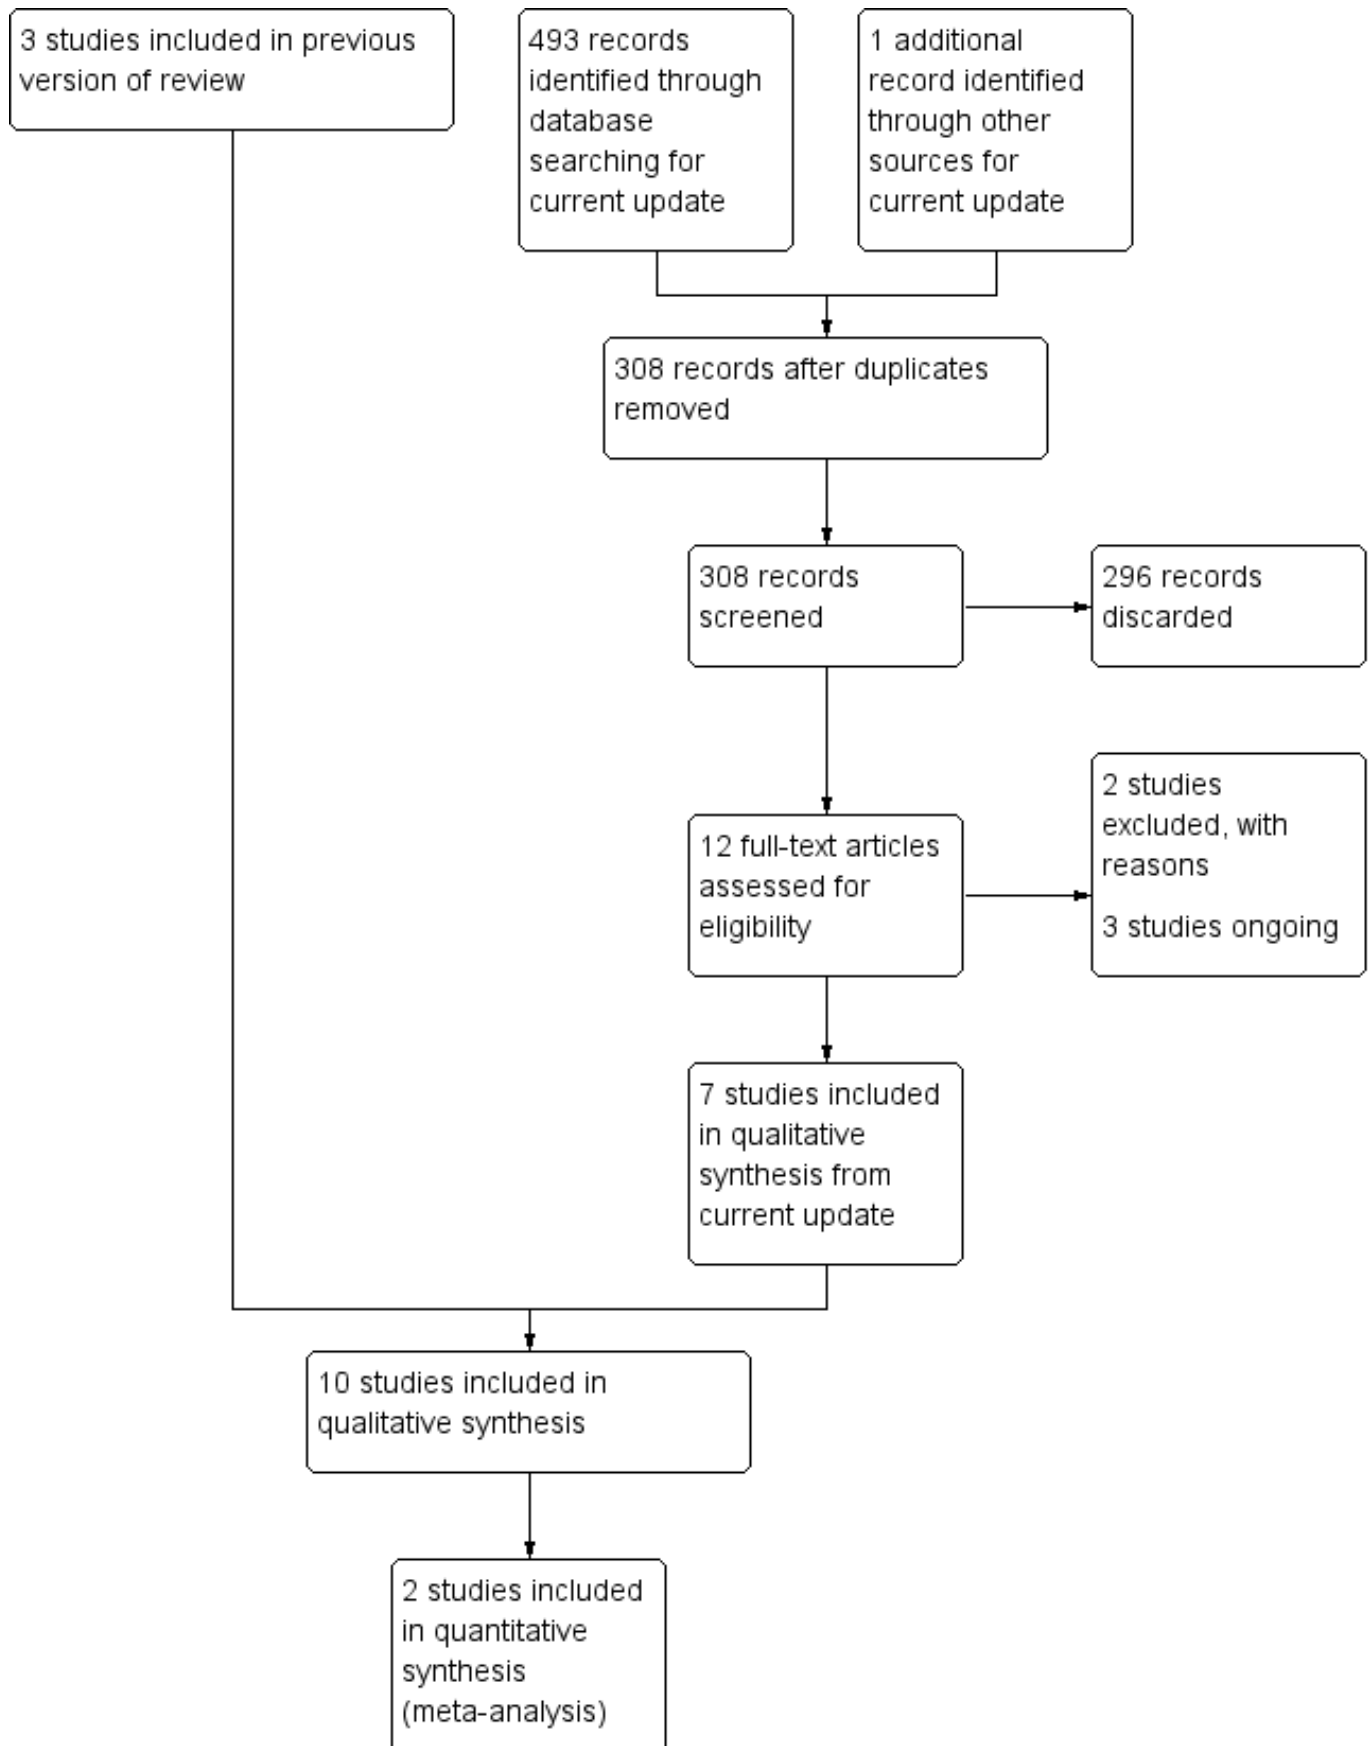 3 studies included in previous
version of review
493 records
identified through
database
searching for
current update
1 additional
record identified
through other
sources for
current update
308 records after duplicates
removed
308 records
screened
296 records
discarded
12 full-text articles
assessed for
eligibility
2 studies
excluded, with
reasons
3 studies ongoing
7 studies included
in qualitative
synthesis from
current update
10 studies included in
qualitative synthesis
2 studies included
in quantitative
synthesis
(meta-analysis)